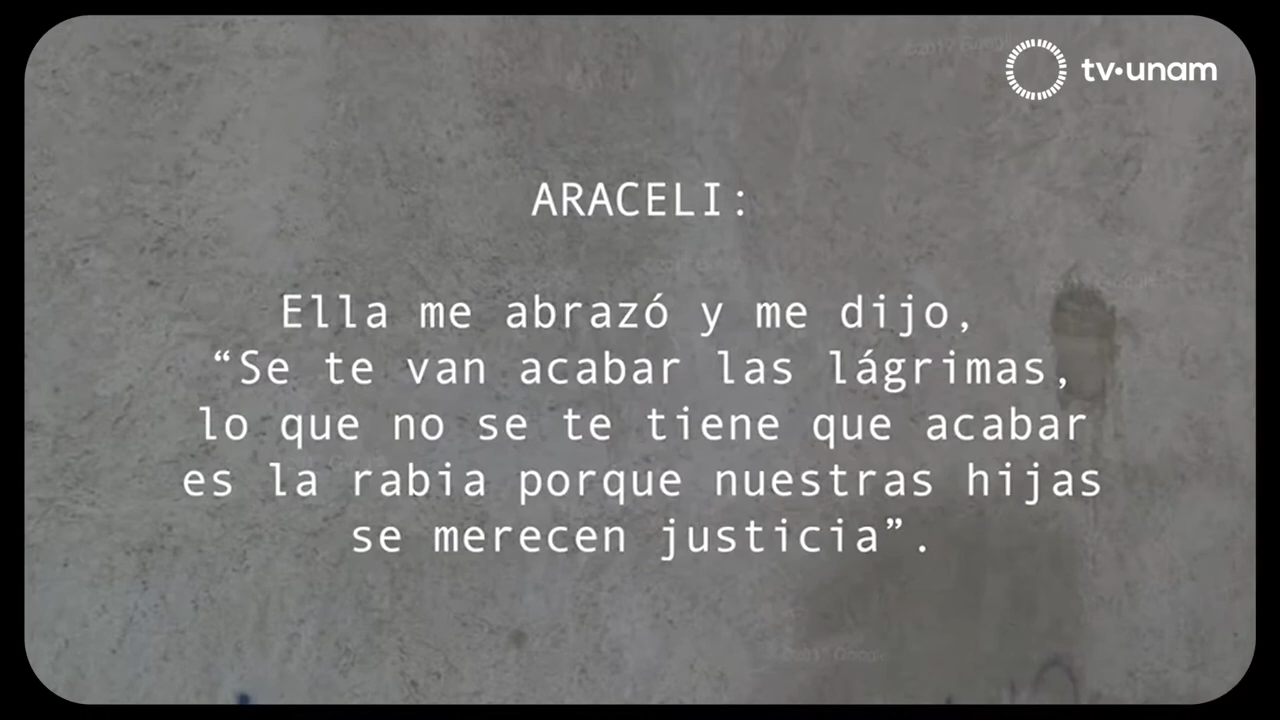 tv·unam
ARACELI:
Ella me abrazó y me dijo,
“Se te van acabar las lágrimas,
lo que no se te tiene que acabar
es la rabia porque nuestras hijas
se merecen justicia”.